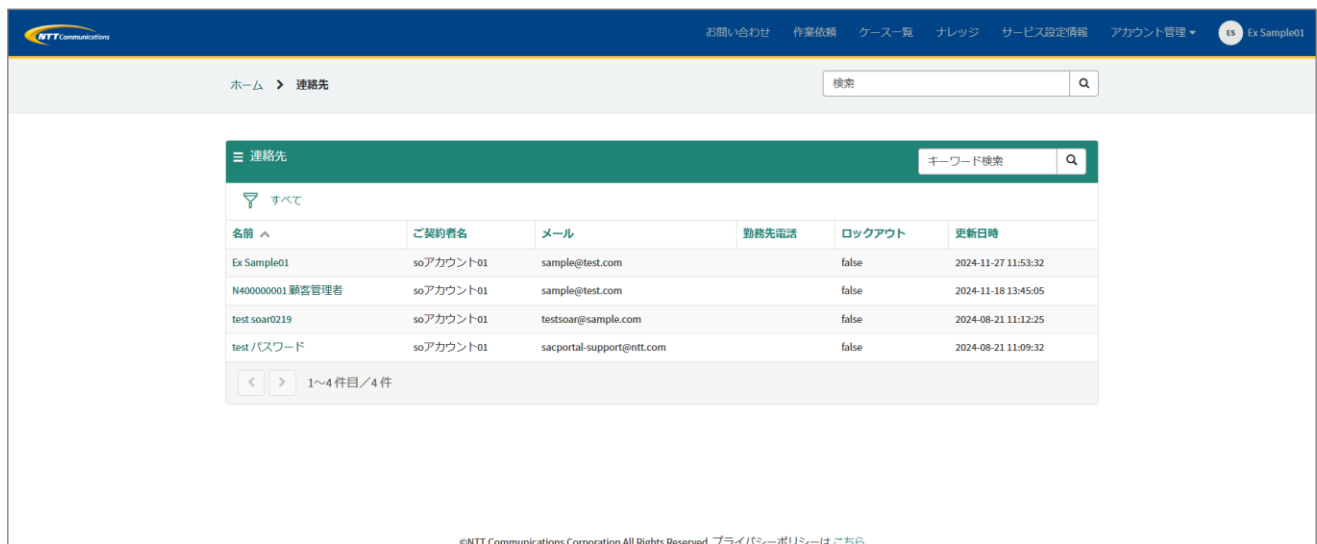 NTT Communications
お問い合わせ 作業依頼 ケース一覧 ナレッジ サービス設定情報 アカウント管理 ES Ex Sample01
ホーム > 連絡先 検索
連絡先 キーワード検索
すべて
名前 ご契約者名 メール 勤務先電話 ロックアウト 更新日時
Ex Sample01 soアカウント01 sample@test.com false 2024-11-27 11:53:32
N400000001 顧客管理者 soアカウント01 sample@test.com false 2024-11-18 13:45:05
test soar0219 soアカウント01 testsoar@sample.com false 2024-08-21 11:12:25
test パスワード soアカウント01 sacportal-support@ntt.com false 2024-08-21 11:09:32
< > 1~4 件目/4 件
©NTT Communications Corporation All Rights Reserved. プライバシーポリシーは こちら